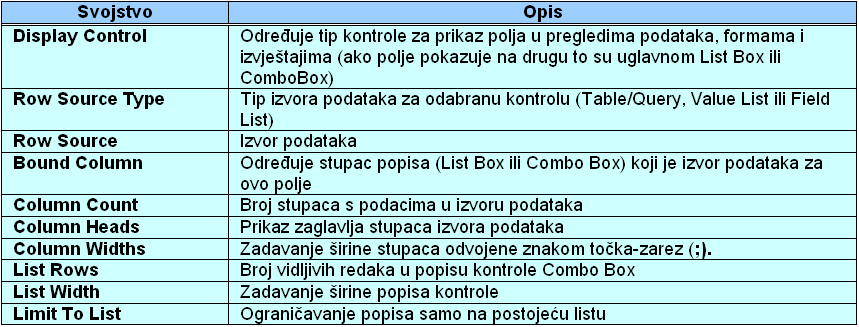 Svojstvo Opis
Display Control Određuje tip kontrole za prikaz polja u pregledima podataka, formama i
izvještajima (ako polje pokazuje na drugu to su uglavnom List Box ili
ComboBox)
Row Source Type Tip izvora podataka za odabranu kontrolu (Table/Query, Value List ili Field
List)
Row Source Izvor podataka
Bound Column Određuje stupac popisa (List Box ili Combo Box) koji je izvor podataka za
ovo polje
Column Count Broj stupaca s podacima u izvoru podataka
Column Heads Prikaz zaglavlja stupaca izvora podataka
Column Widths Zadavanje širine stupaca odvojene znakom točka-zarez (;).
List Rows Broj vidljivih redaka u popisu kontrole Combo Box
List Width Zadavanje širine popisa kontrole
Limit To List Ograničavanje popisa samo na postojeću listu